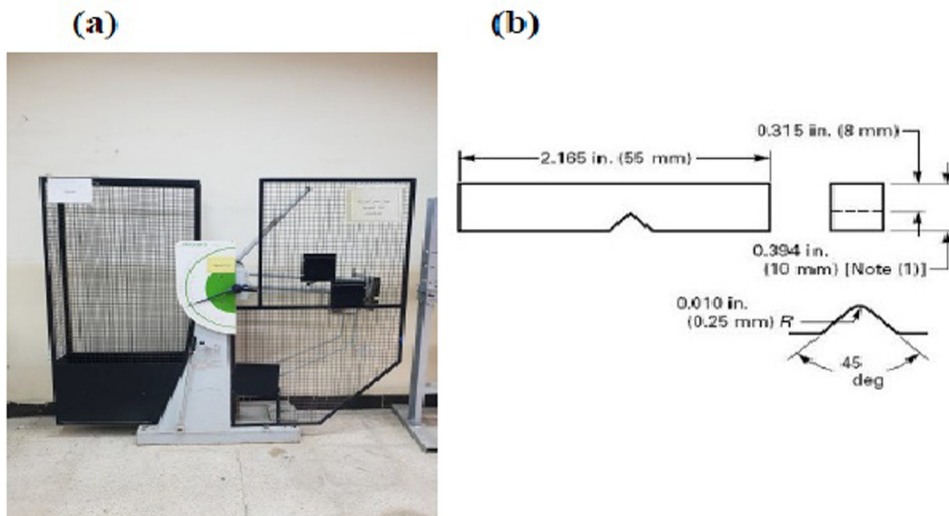 (a)
(b)
0.315 in. (8 mm)
2.165 in. (55 mm)
0.394 in.
(10 mm) [Note (1)]
0.010 in.
(0.25 mm) R
45
deg